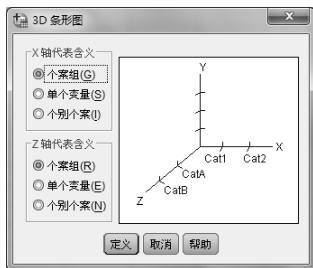 3D 条形图
X 轴代表含义
个案组(G)
单个变量(S)
个别个案(I)
Z 轴代表含义
个案组(R)
单个变量(E)
个别个案(N)
Y
X
Cat1 Cat2
CatA
CatB
Z
定义 取消 帮助